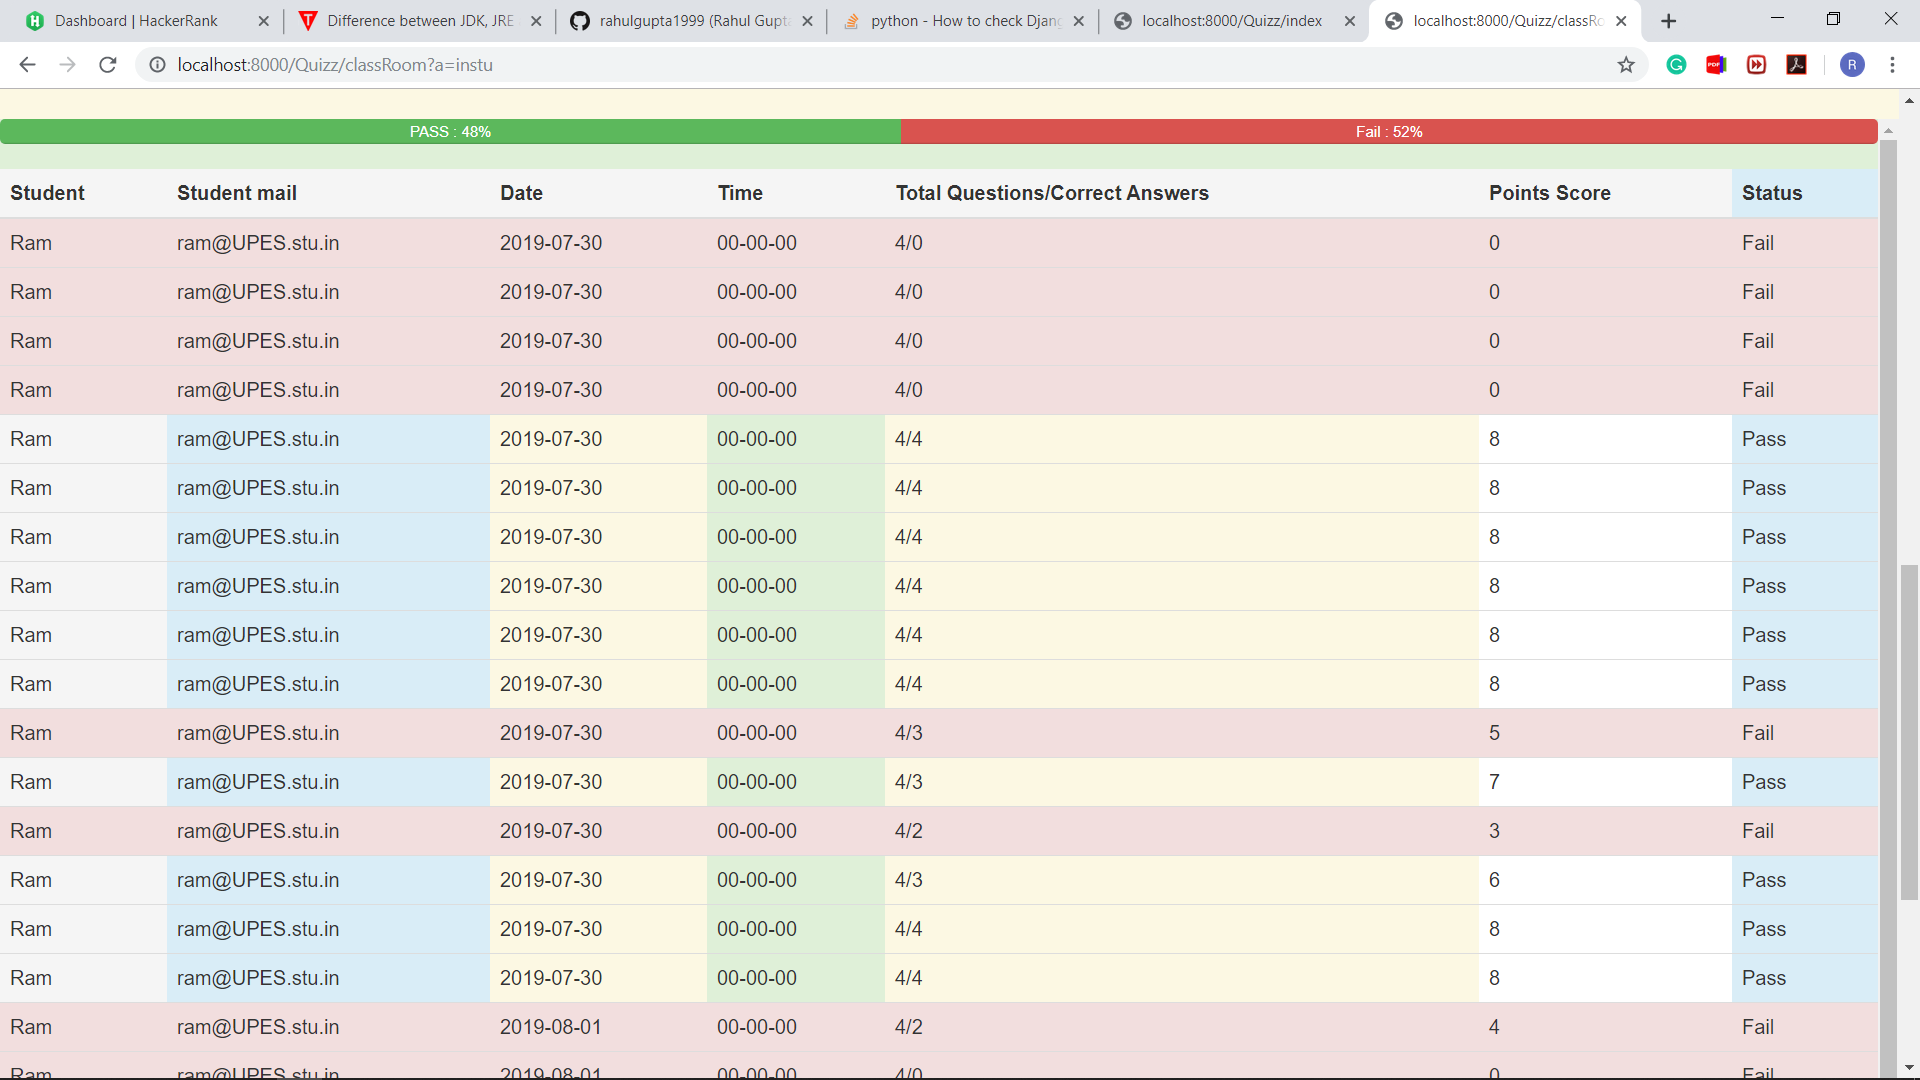 Dashboard | HackerRank
Difference between JDK, JRE
rahulgupta1999 (Rahul Gupta
python - How to check Djang
localhost:8000/Quizz/index
localhost:8000/Quizz/classRo
localhost:8000/Quizz/classRoom?a=instu
PDF
R
PASS : 48% Fail : 52%
Student Student mail Date Time Total Questions/Correct Answers Points Score Status
Ram ram@UPES.stu.in 2019-07-30 00-00-00 4/0 0 Fail
Ram ram@UPES.stu.in 2019-07-30 00-00-00 4/0 0 Fail
Ram ram@UPES.stu.in 2019-07-30 00-00-00 4/0 0 Fail
Ram ram@UPES.stu.in 2019-07-30 00-00-00 4/0 0 Fail
Ram ram@UPES.stu.in 2019-07-30 00-00-00 4/4 8 Pass
Ram ram@UPES.stu.in 2019-07-30 00-00-00 4/4 8 Pass
Ram ram@UPES.stu.in 2019-07-30 00-00-00 4/4 8 Pass
Ram ram@UPES.stu.in 2019-07-30 00-00-00 4/4 8 Pass
Ram ram@UPES.stu.in 2019-07-30 00-00-00 4/4 8 Pass
Ram ram@UPES.stu.in 2019-07-30 00-00-00 4/4 8 Pass
Ram ram@UPES.stu.in 2019-07-30 00-00-00 4/3 5 Fail
Ram ram@UPES.stu.in 2019-07-30 00-00-00 4/3 7 Pass
Ram ram@UPES.stu.in 2019-07-30 00-00-00 4/2 3 Fail
Ram ram@UPES.stu.in 2019-07-30 00-00-00 4/3 6 Pass
Ram ram@UPES.stu.in 2019-07-30 00-00-00 4/4 8 Pass
Ram ram@UPES.stu.in 2019-07-30 00-00-00 4/4 8 Pass
Ram ram@UPES.stu.in 2019-08-01 00-00-00 4/2 4 Fail
Ram ram@UPES.stu.in 2019-08-01 00-00-00 4/0 0 Fail